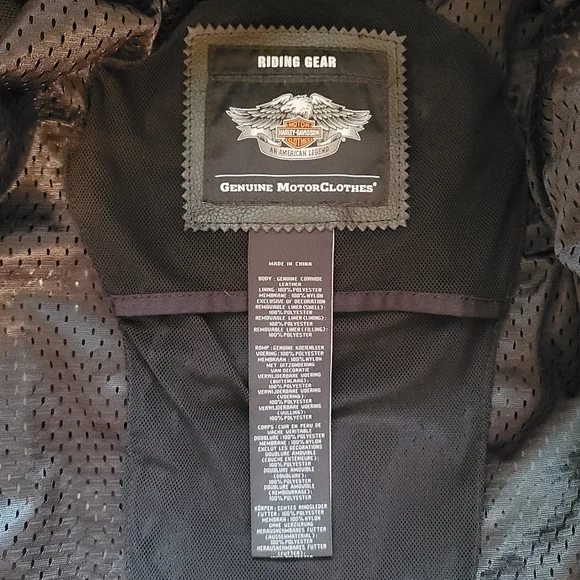 RIDING GEAR
MOTOR
HARLEY-DAVIDSON
CLOTHES
AN AMERICAN LEGEND
GENUINE MOTORCLOTHES®
MADE IN CHINA
BODY : GENUINE COWHIDE
LEATHER
LINING : 100% POLYESTER
MEMBRANE : 100% NYLON
EXCLUSIVE OF DECORATION
REMOVABLE LINER (SHELL) :
100% POLYESTER
REMOVABLE LINER (LINING) :
100% POLYESTER
REMOVABLE LINER (FILLING) :
100% POLYESTER
ROMP : GENUINE KOEIENLEER
VOERING : 100% POLYESTER
MEMBRAAN : 100% NYLON
MET UITZONDERING
VAN DECORATIE
VERWIJDERBARE VOERING
(BUITENLAAG) :
100% POLYESTER
VERWIJDERBARE VOERING
(VOERING) :
100% POLYESTER
VERWIJDERBARE VOERING
(VULLING) :
100% POLYESTER
CORPS : CUIR EN PEAU DE
VACHE VERITABLE
DOUBLURE : 100% POLYESTER
MEMBRANE : 100% NYLON
EXCLUT LES DÉCORATIONS
DOUBLURE AMOVIBLE
(COUCHE EXTÉRIEURE) :
100% POLYESTER
DOUBLURE AMOVIBLE
(DOUBLURE) :
100% POLYESTER
DOUBLURE AMOVIBLE
(REMBOURRAGE) :
100% POLYESTER
KÖRPER : ECHTES RINDSLEDER
FUTTER : 100% POLYESTER
MEMBRAN : 100% NYLON
OHNE VERZIERUNG
HERAUSNEHMBARES FUTTER
(AUSSENMATERIAL) :
100% POLYESTER
HERAUSNEHMBARES FUTTER
(FUTTER) :